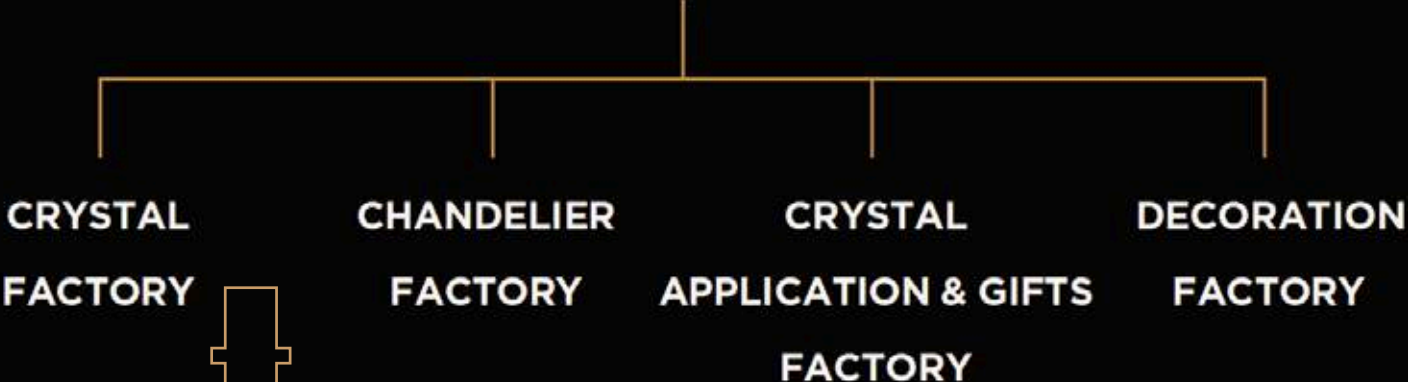 CRYSTAL
FACTORY
CHANDELIER
FACTORY
CRYSTAL
APPLICATION & GIFTS
FACTORY
DECORATION
FACTORY